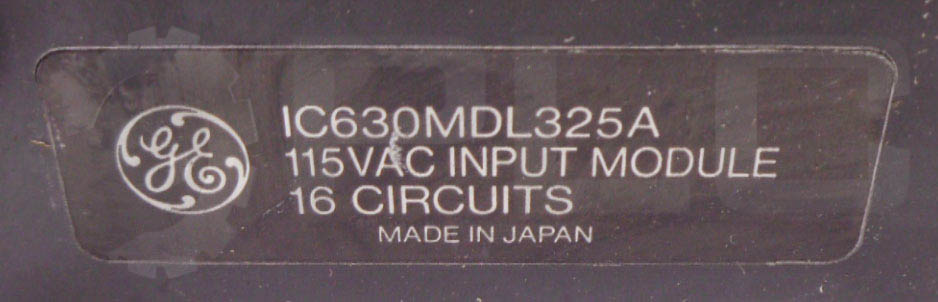 GE
IC630MDL325A
115VAC INPUT MODULE
16 CIRCUITS
MADE IN JAPAN